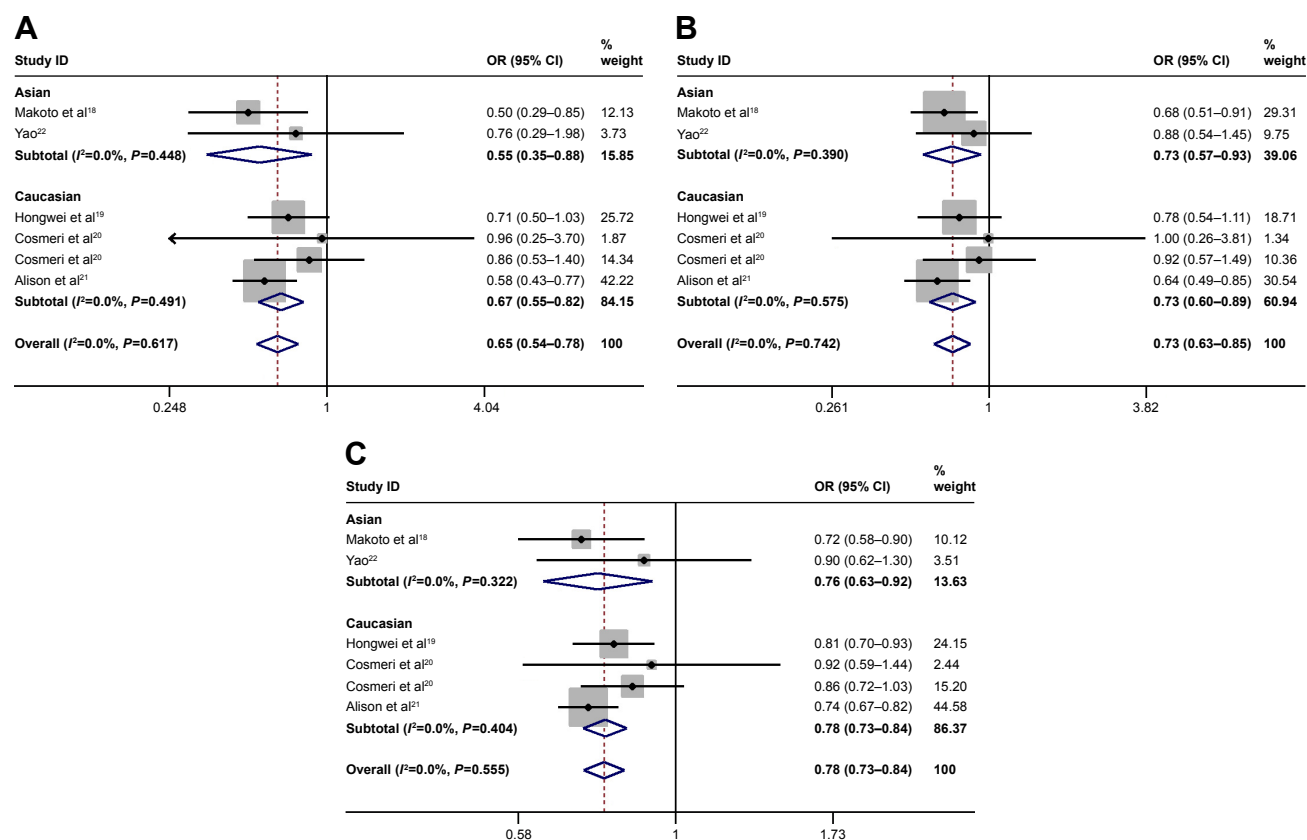 A
Study ID OR (95% CI) % weight
Asian
Makoto et al¹⁸ 0.50 (0.29–0.85) 12.13
Yao²² 0.76 (0.29–1.98) 3.73
Subtotal (I²=0.0%, P=0.448) 0.55 (0.35–0.88) 15.85
Caucasian
Hongwei et al¹⁹ 0.71 (0.50–1.03) 25.72
Cosmeri et al²⁰ 0.96 (0.25–3.70) 1.87
Cosmeri et al²⁰ 0.86 (0.53–1.40) 14.34
Alison et al²¹ 0.58 (0.43–0.77) 42.22
Subtotal (I²=0.0%, P=0.491) 0.67 (0.55–0.82) 84.15
Overall (I²=0.0%, P=0.617) 0.65 (0.54–0.78) 100
0.248 1 4.04
B
Study ID OR (95% CI) % weight
Asian
Makoto et al¹⁸ 0.68 (0.51–0.91) 29.31
Yao²² 0.88 (0.54–1.45) 9.75
Subtotal (I²=0.0%, P=0.390) 0.73 (0.57–0.93) 39.06
Caucasian
Hongwei et al¹⁹ 0.78 (0.54–1.11) 18.71
Cosmeri et al²⁰ 1.00 (0.26–3.81) 1.34
Cosmeri et al²⁰ 0.92 (0.57–1.49) 10.36
Alison et al²¹ 0.64 (0.49–0.85) 30.54
Subtotal (I²=0.0%, P=0.575) 0.73 (0.60–0.89) 60.94
Overall (I²=0.0%, P=0.742) 0.73 (0.63–0.85) 100
0.261 1 3.82
C
Study ID OR (95% CI) % weight
Asian
Makoto et al¹⁸ 0.72 (0.58–0.90) 10.12
Yao²² 0.90 (0.62–1.30) 3.51
Subtotal (I²=0.0%, P=0.322) 0.76 (0.63–0.92) 13.63
Caucasian
Hongwei et al¹⁹ 0.81 (0.70–0.93) 24.15
Cosmeri et al²⁰ 0.92 (0.59–1.44) 2.44
Cosmeri et al²⁰ 0.86 (0.72–1.03) 15.20
Alison et al²¹ 0.74 (0.67–0.82) 44.58
Subtotal (I²=0.0%, P=0.404) 0.78 (0.73–0.84) 86.37
Overall (I²=0.0%, P=0.555) 0.78 (0.73–0.84) 100
0.58 1 1.73